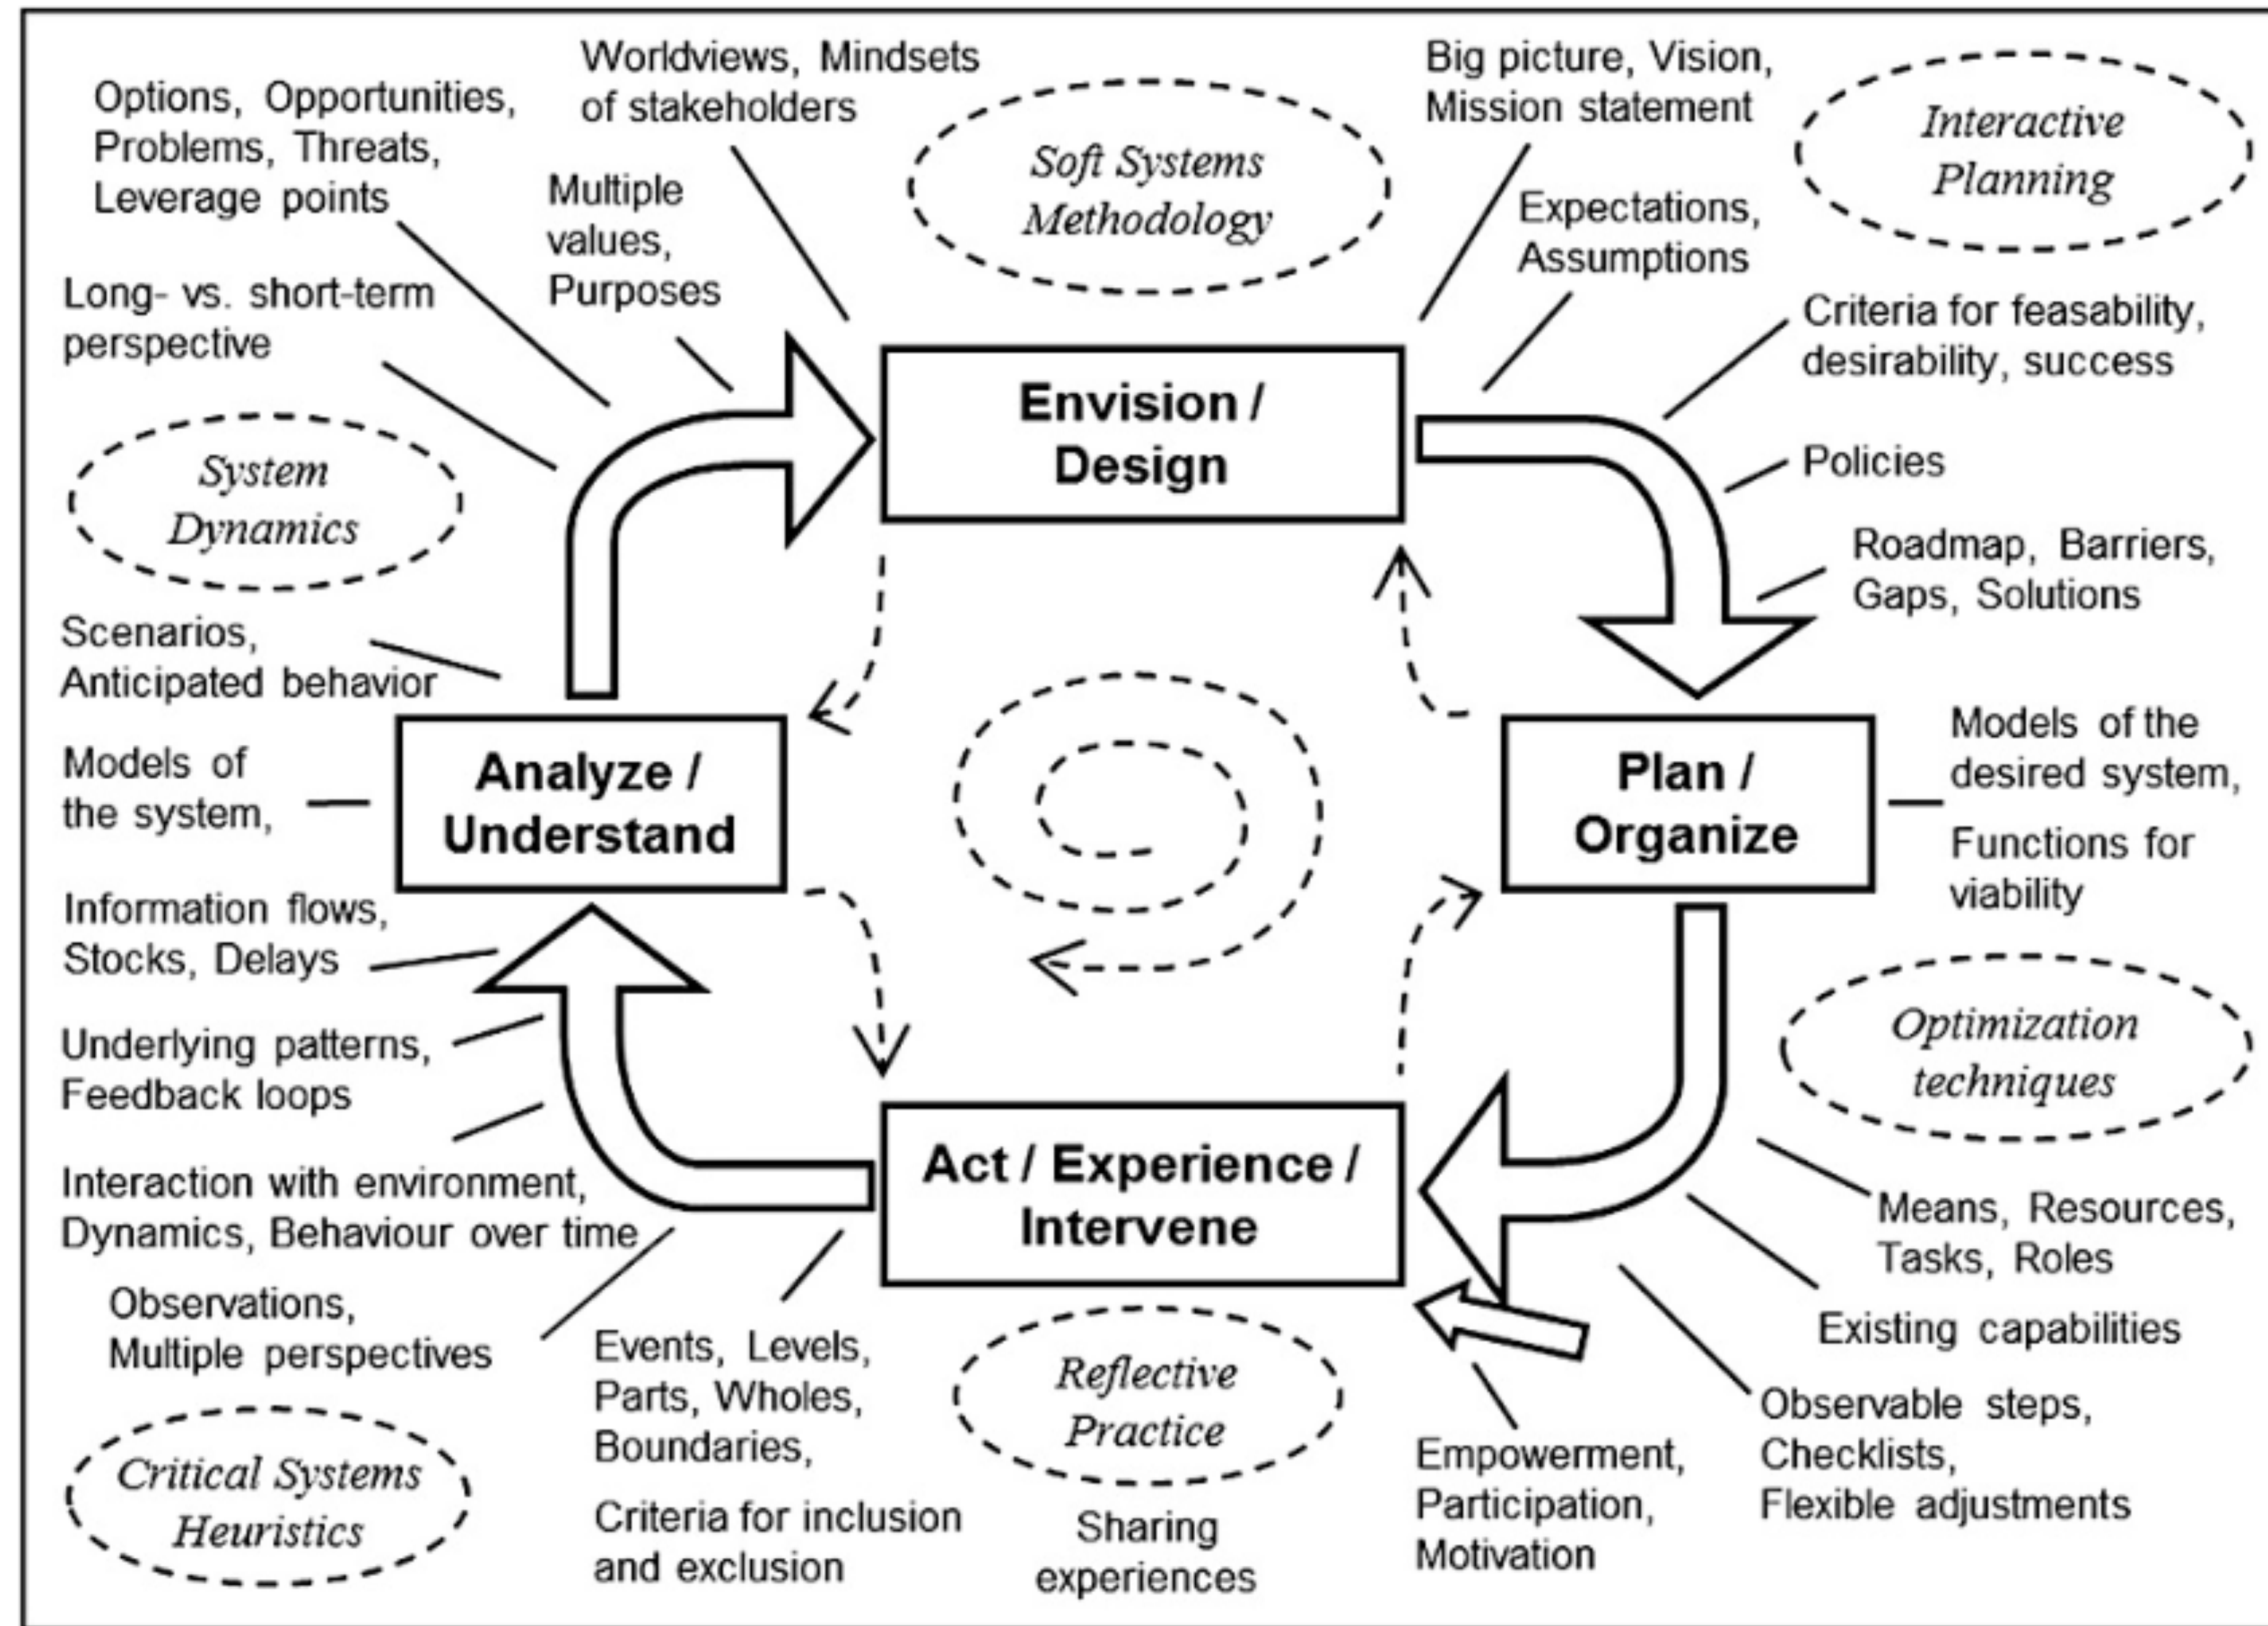 Worldviews, Mindsets
of stakeholders
Options, Opportunities,
Problems, Threats,
Leverage points
Multiple
values,
Purposes
Long- vs. short-term
perspective
Soft Systems
Methodology
Big picture, Vision,
Mission statement
Interactive
Planning
Expectations,
Assumptions
Criteria for feasability,
desirability, success
Policies
Roadmap, Barriers,
Gaps, Solutions
System
Dynamics
Envision /
Design
Scenarios,
Anticipated behavior
Models of
the system,
Analyze /
Understand
Plan /
Organize
Models of the
desired system,
Functions for
viability
Information flows,
Stocks, Delays
Underlying patterns,
Feedback loops
Optimization
techniques
Interaction with environment,
Dynamics, Behaviour over time
Act / Experience /
Intervene
Means, Resources,
Tasks, Roles
Existing capabilities
Observations,
Multiple perspectives
Events, Levels,
Parts, Wholes,
Boundaries,
Criteria for inclusion
and exclusion
Reflective
Practice
Sharing
experiences
Empowerment,
Participation,
Motivation
Observable steps,
Checklists,
Flexible adjustments
Critical Systems
Heuristics